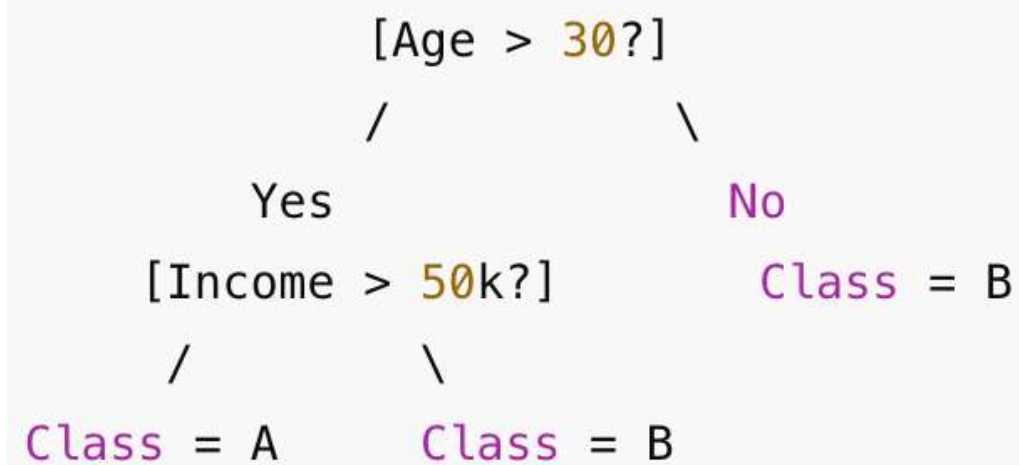 [Age > 30?]
/ \
Yes No
[Income > 50k?] Class = B
/ \
Class = A Class = B